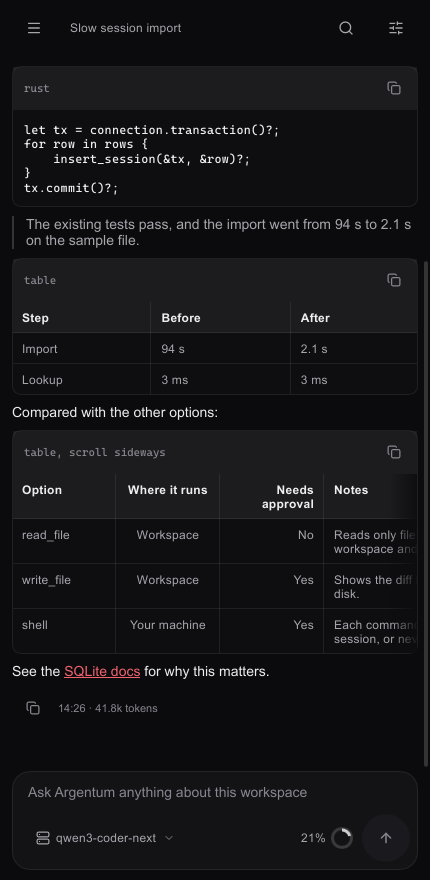 Slow session import
rust
let tx = connection.transaction()?;
for row in rows {
    insert_session(&tx, &row)?;
}
tx.commit()?;
The existing tests pass, and the import went from 94 s to 2.1 s
on the sample file.
table
Step Before After
Import 94 s 2.1 s
Lookup 3 ms 3 ms
Compared with the other options:
table, scroll sideways
Option Where it runs Needs approval Notes
read_file Workspace No Reads only file
workspace and
write_file Workspace Yes Shows the diff
disk.
shell Your machine Yes Each comman
session, or ne
See the SQLite docs for why this matters.
14:26 · 41.8k tokens
Ask Argentum anything about this workspace
qwen3-coder-next 21%